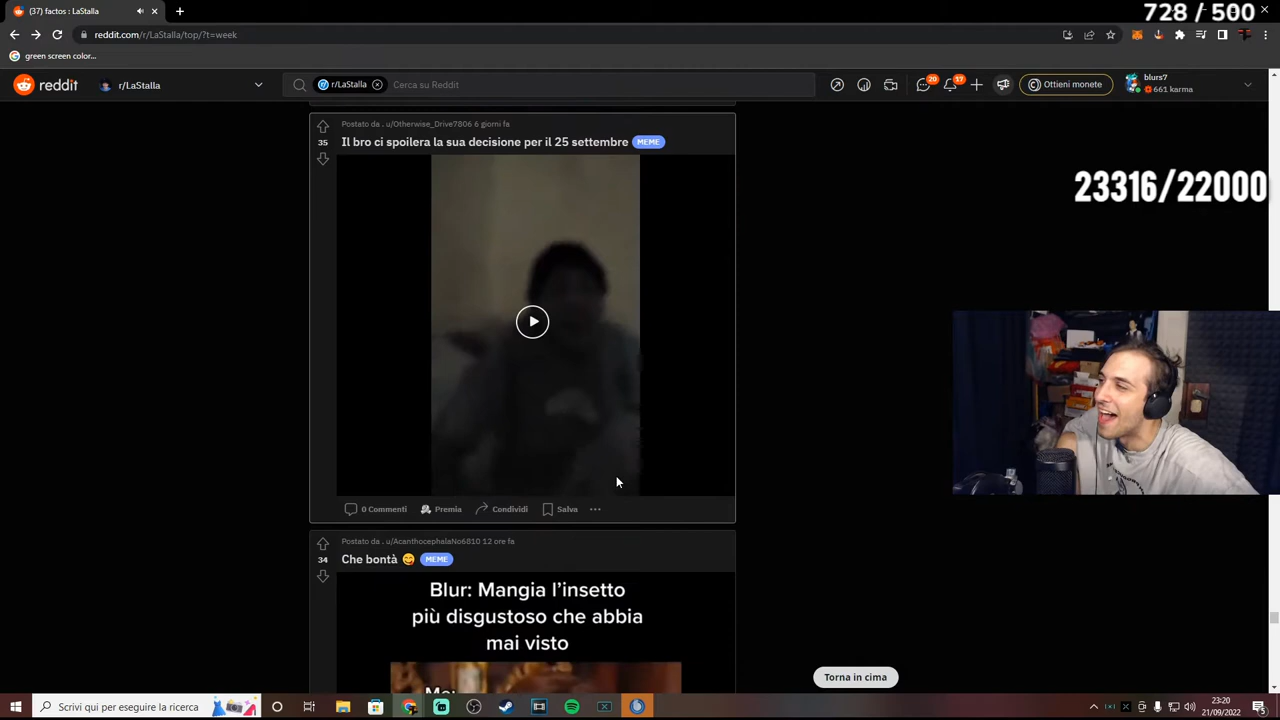 728 / 500
(37) factos : LaStalla
reddit.com/r/LaStalla/top/?t=week
green screen color...
reddit
r/LaStalla
r/LaStalla
Cerca su Reddit
20
17
Ottieni monete
blurs7
661 karma
Postato da . u/Otherwise_Drive7806 6 giorni fa
35
Il bro ci spoilera la sua decisione per il 25 settembre MEME
23316/22000
0 Commenti
Premia
Condividi
Salva
Postato da . u/AcanthocephalaNo6810 12 ore fa
34
Che bontà 😋 MEME
Blur: Mangia l'insetto
più disgustoso che abbia
mai visto
Me:
Torna in cima
Scrivi qui per eseguire la ricerca
23:20
21/09/2022